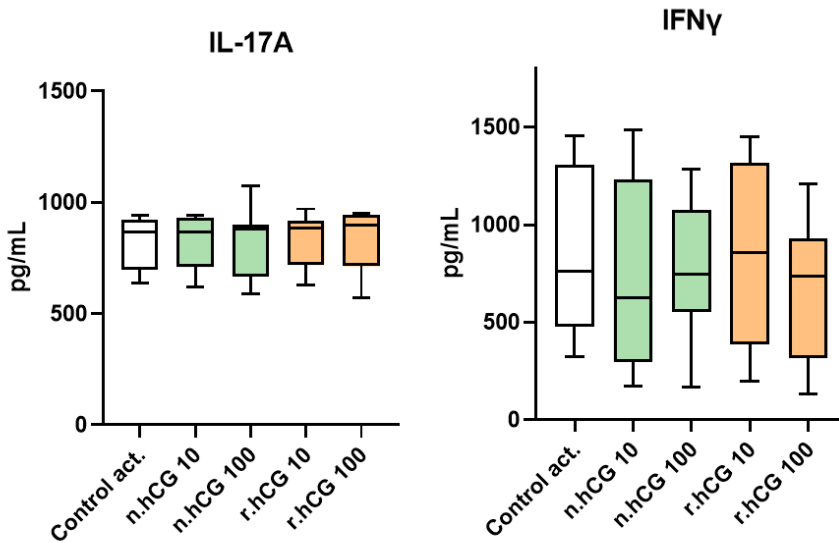 IL-17A
1500
1000
500
0
pg/mL
Control act.
n.hCG 10
n.hCG 100
r.hCG 10
r.hCG 100
IFNγ
1500
1000
500
0
pg/mL
Control act.
n.hCG 10
n.hCG 100
r.hCG 10
r.hCG 100